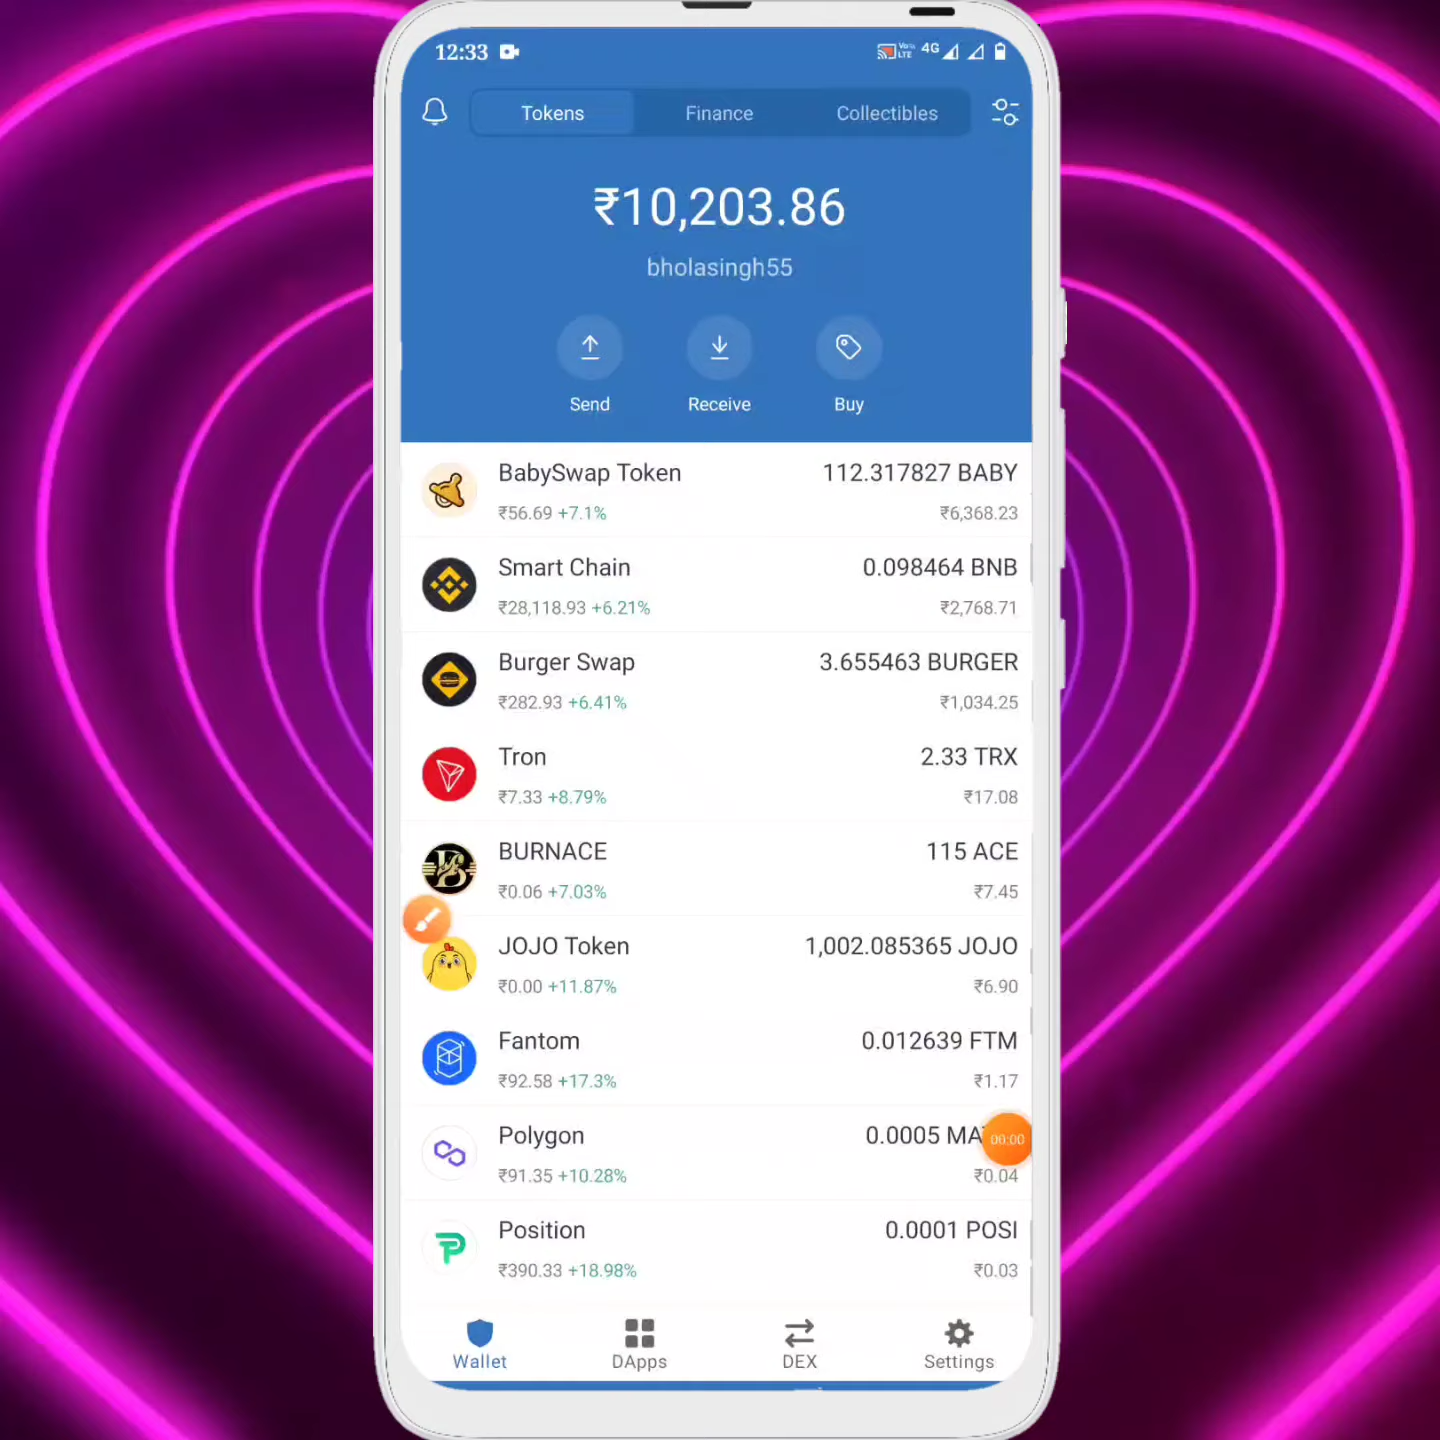 12:33
Vo)) LTE 4G
Tokens Finance Collectibles
₹10,203.86
bholasingh55
Send Receive Buy
BabySwap Token 112.317827 BABY
₹56.69 +7.1% ₹6,368.23
Smart Chain 0.098464 BNB
₹28,118.93 +6.21% ₹2,768.71
Burger Swap 3.655463 BURGER
₹282.93 +6.41% ₹1,034.25
Tron 2.33 TRX
₹7.33 +8.79% ₹17.08
BURNACE 115 ACE
₹0.06 +7.03% ₹7.45
JOJO Token 1,002.085365 JOJO
₹0.00 +11.87% ₹6.90
Fantom 0.012639 FTM
₹92.58 +17.3% ₹1.17
Polygon 0.0005 MA 00:00
₹91.35 +10.28% ₹0.04
Position 0.0001 POSI
₹390.33 +18.98% ₹0.03
Wallet DApps DEX Settings